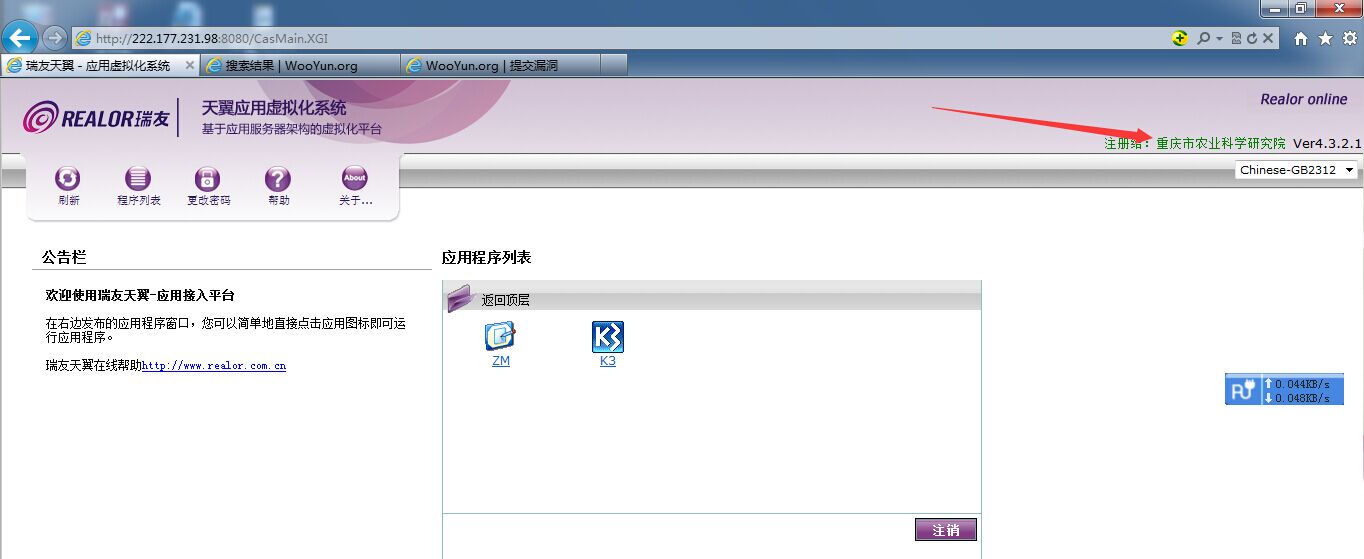 http://222.177.231.98:8080/CasMain.XGI
瑞友天翼 - 应用虚拟化系统
搜索结果 | WooYun.org
WooYun.org | 提交漏洞
REALOR瑞友
天翼应用虚拟化系统
基于应用服务器架构的虚拟化平台
Realor online
注册给：重庆市农业科学研究院 Ver4.3.2.1
Chinese-GB2312
About
刷新
程序列表
更改密码
帮助
关于...
公告栏
欢迎使用瑞友天翼-应用接入平台
在右边发布的应用程序窗口，您可以简单地直接点击应用图标即可运
行应用程序。
瑞友天翼在线帮助http://www.realor.com.cn
应用程序列表
返回顶层
ZM
K3
注销
0.044KB/s
0.048KB/s